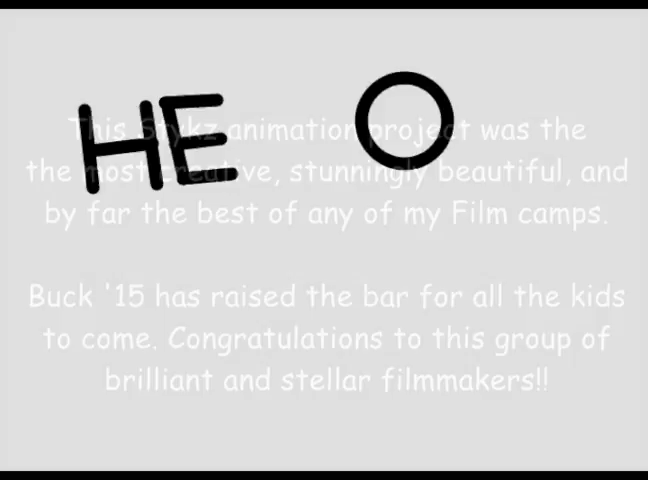 HE O
This Stykz animation project was the
the most creative, stunningly beautiful, and
by far the best of any of my Film camps.
Buck '15 has raised the bar for all the kids
to come. Congratulations to this group of
brilliant and stellar filmmakers!!